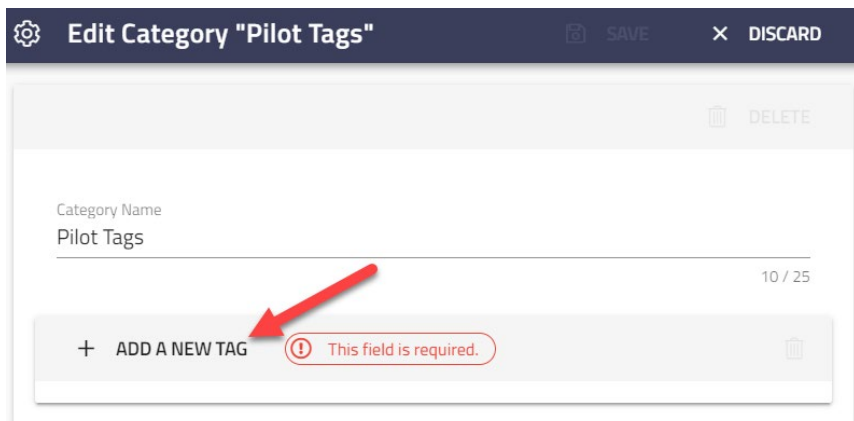 Edit Category "Pilot Tags"
SAVE
DISCARD
DELETE
Category Name
Pilot Tags
10 / 25
ADD A NEW TAG
This field is required.